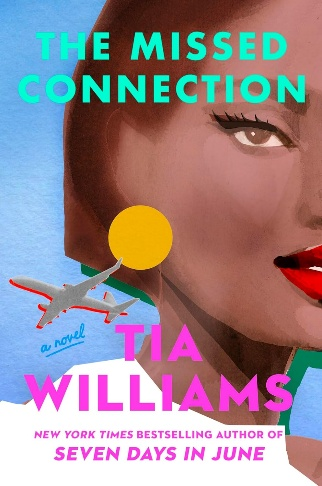 THE MISSED
CONNECTION
a novel
TIA
WILLIAMS
NEW YORK TIMES BESTSELLING AUTHOR OF
SEVEN DAYS IN JUNE